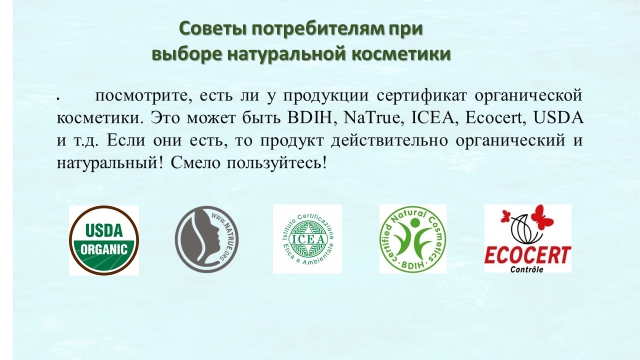 Советы потребителям при
выборе натуральной косметики
• посмотрите, есть ли у продукции сертификат органической
косметики. Это может быть BDIH, NaTrue, ICEA, Ecocert, USDA
и т.д. Если они есть, то продукт действительно органический и
натуральный! Смело пользуйтесь!
USDA
ORGANIC
WWW.NATRUE.ORG
Istituto Certificazione
ICEA
Etica e Ambientale
Certified Natural Cosmetics
· BDIH ·
ECOCERT
Contrôle